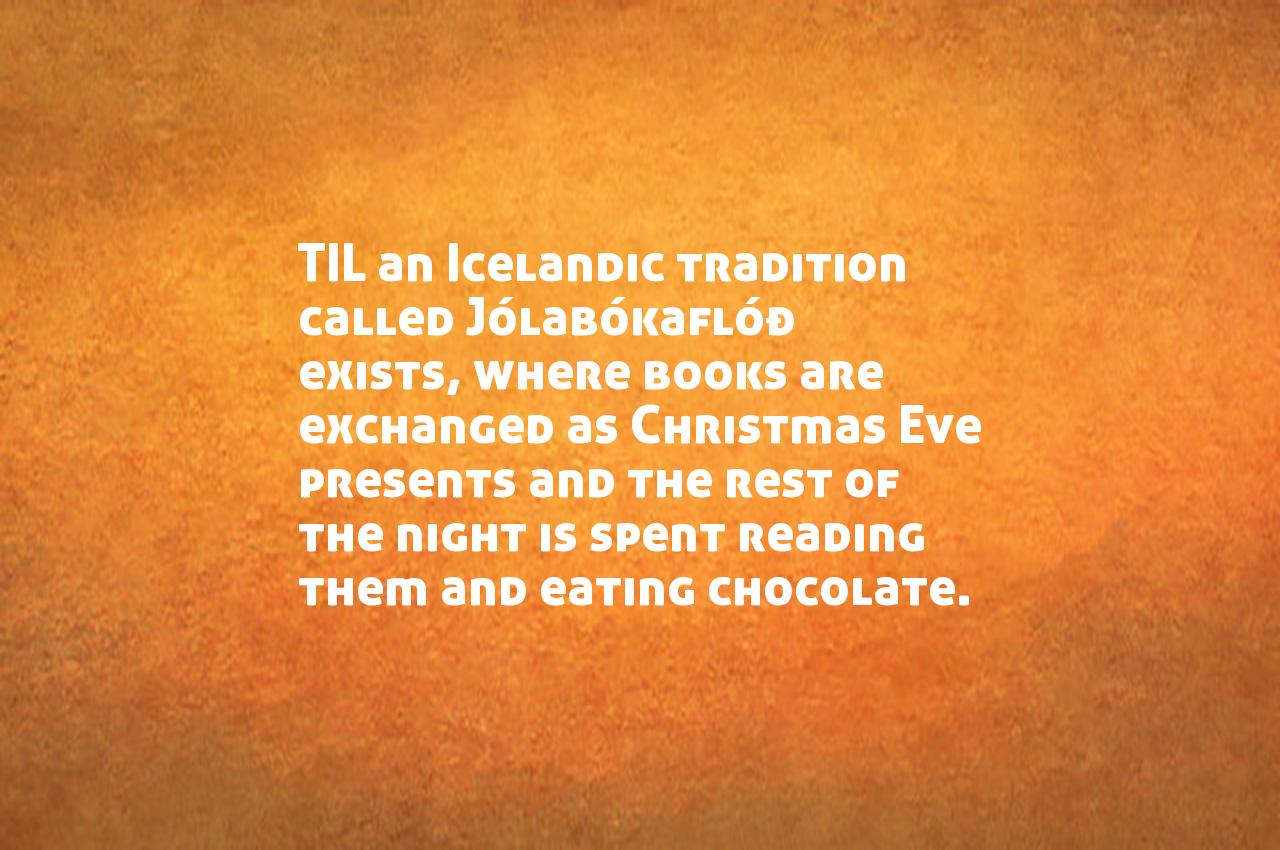 TIL an Icelandic tradition
called Jólabókaflóð
exists, where books are
exchanged as Christmas Eve
presents and the rest of
the night is spent reading
them and eating chocolate.